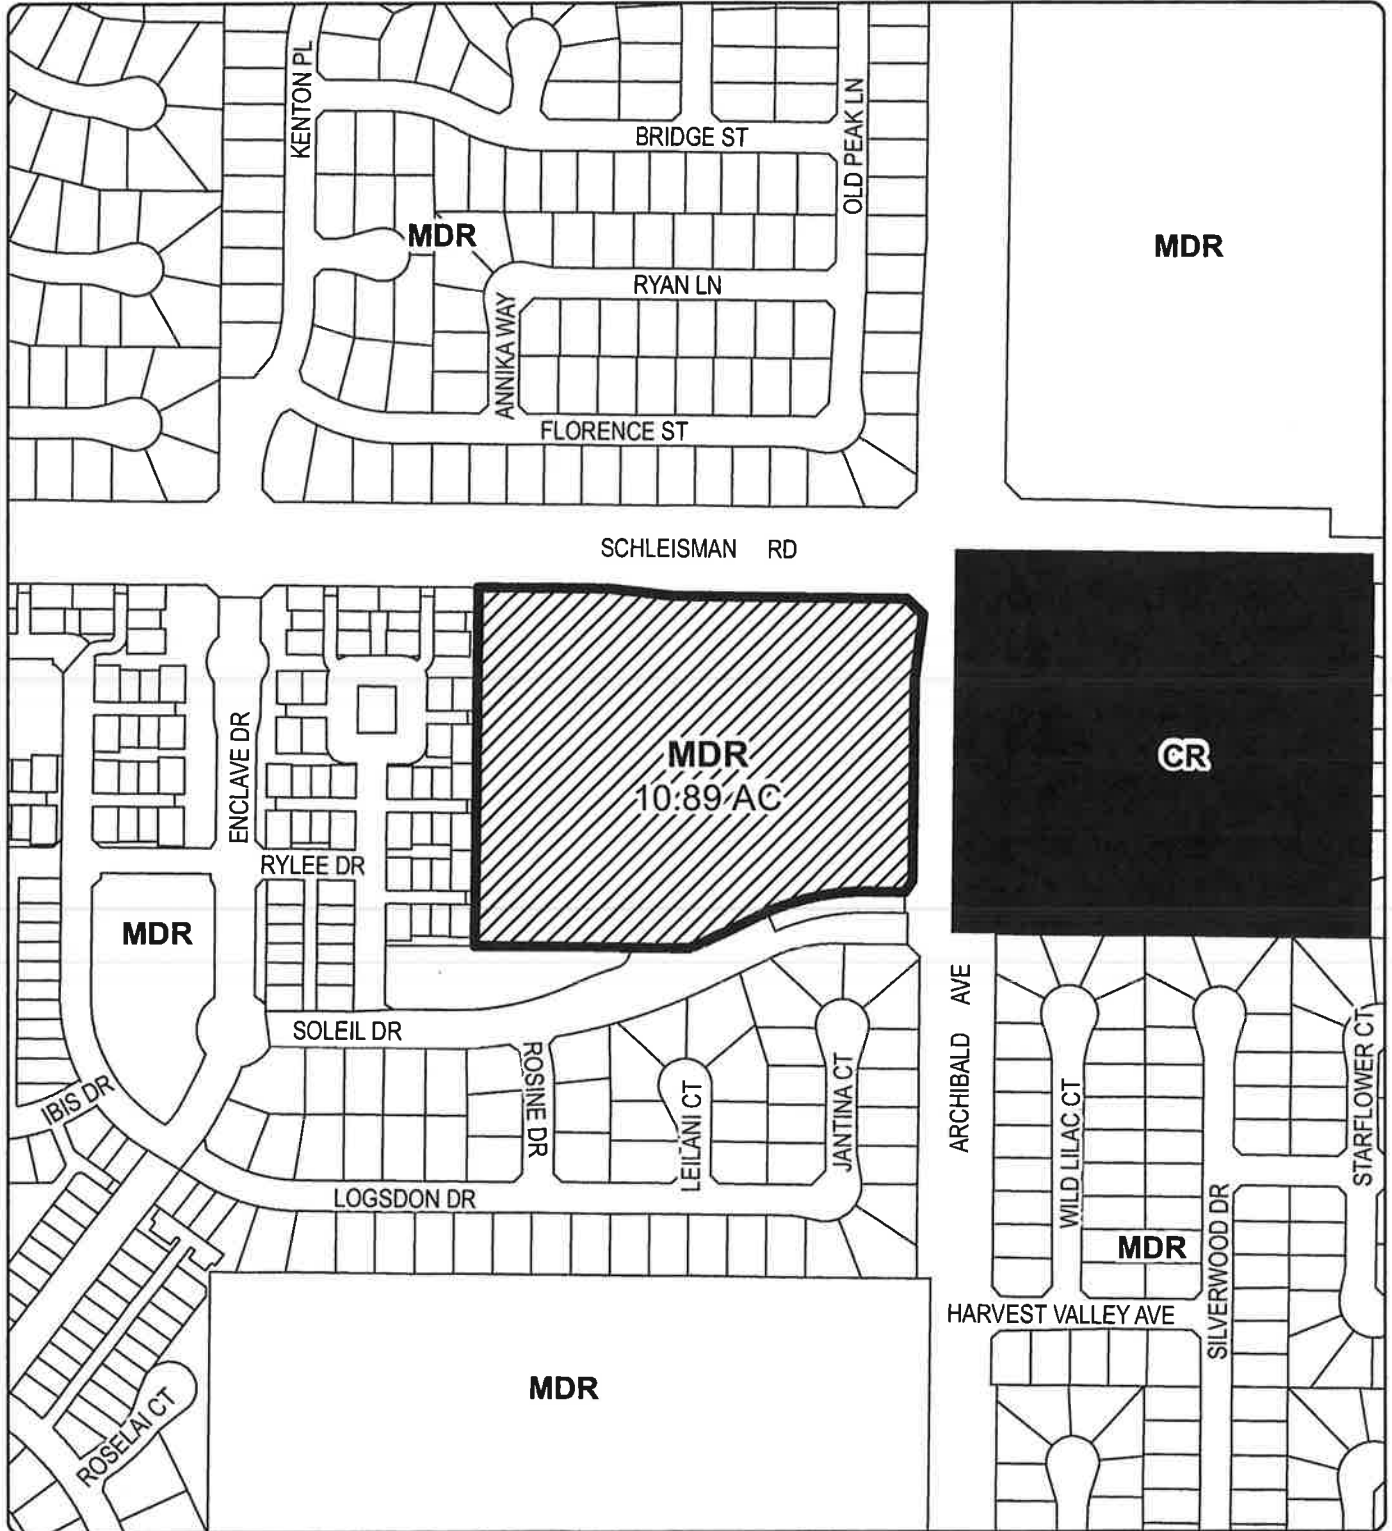 KENTON PL
BRIDGE ST
OLD PEAK LN
MDR
MDR
RYAN LN
ANNIKA WAY
FLORENCE ST
SCHLEISMAN RD
ENCLAVE DR
MDR
10.89 AC
CR
RYLEE DR
MDR
SOLEIL DR
IBIS DR
ROSINE DR
LEILANI CT
JANTINA CT
ARCHIBALD AVE
WILD LILAC CT
STARFLOWER CT
LOGSDON DR
MDR
SILVERWOOD DR
HARVEST VALLEY AVE
MDR
ROSELAI CT